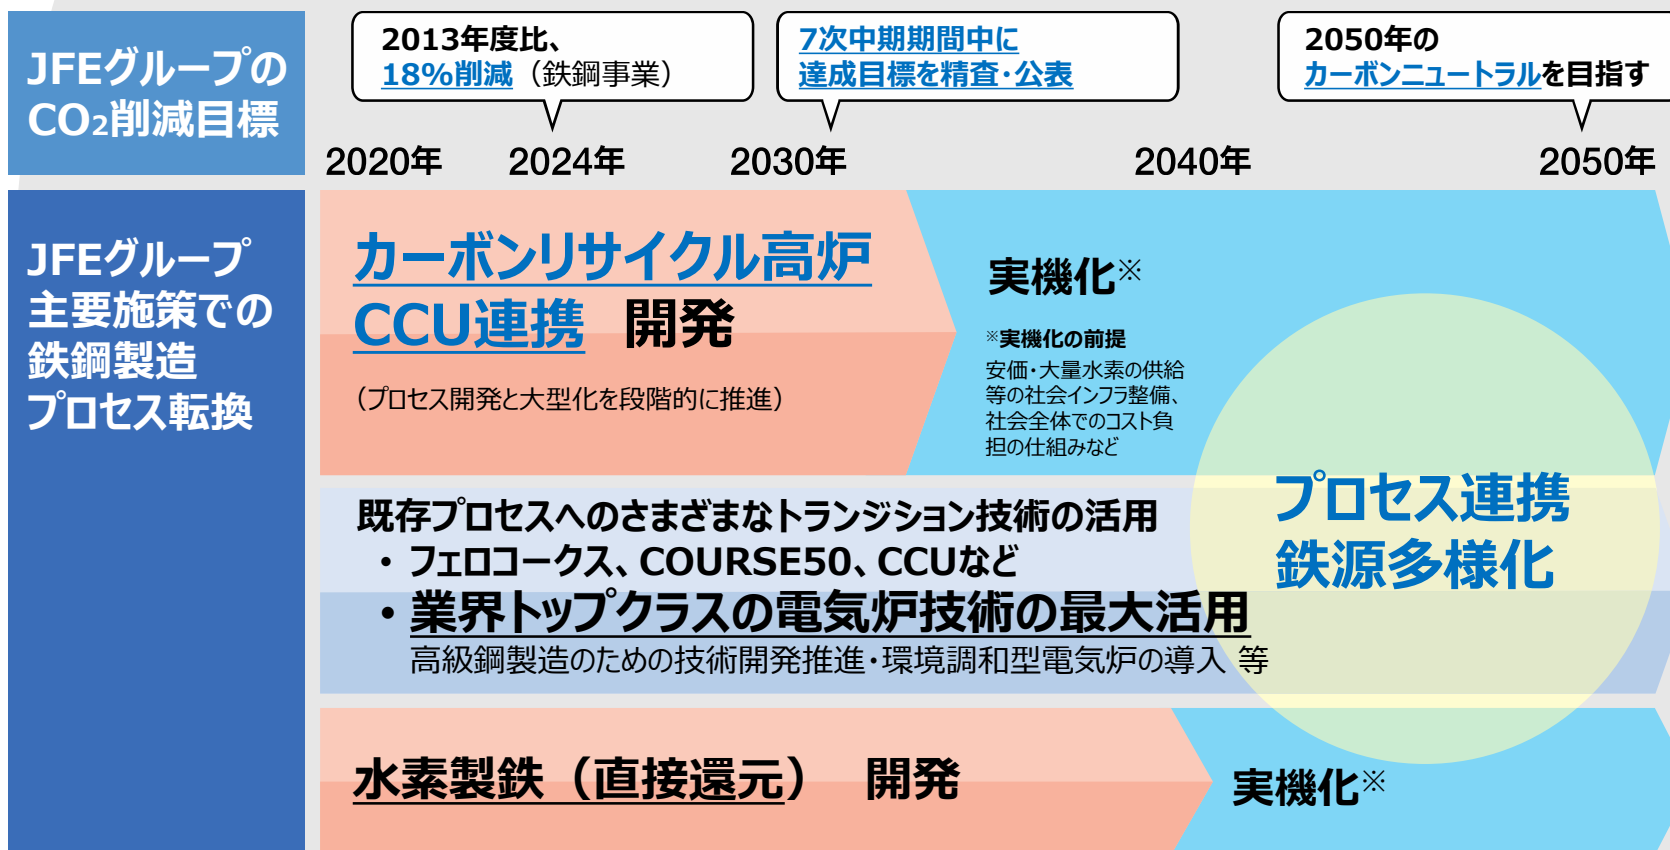 JFEグループの
CO2削減目標
2013年度比、
18%削減（鉄鋼事業）
7次中期期間中に
達成目標を精査・公表
2050年の
カーボンニュートラルを目指す
2020年 2024年 2030年 2040年 2050年
JFEグループ
主要施策での
鉄鋼製造
プロセス転換
カーボンリサイクル高炉
CCU連携 開発
（プロセス開発と大型化を段階的に推進）
実機化※
※実機化の前提
安価・大量水素の供給
等の社会インフラ整備、
社会全体でのコスト負
担の仕組みなど
既存プロセスへのさまざまなトランジション技術の活用
・フェロコークス、COURSE50、CCUなど
・業界トップクラスの電気炉技術の最大活用
高級鋼製造のための技術開発推進・環境調和型電気炉の導入 等
プロセス連携
鉄源多様化
水素製鉄（直接還元） 開発
実機化※